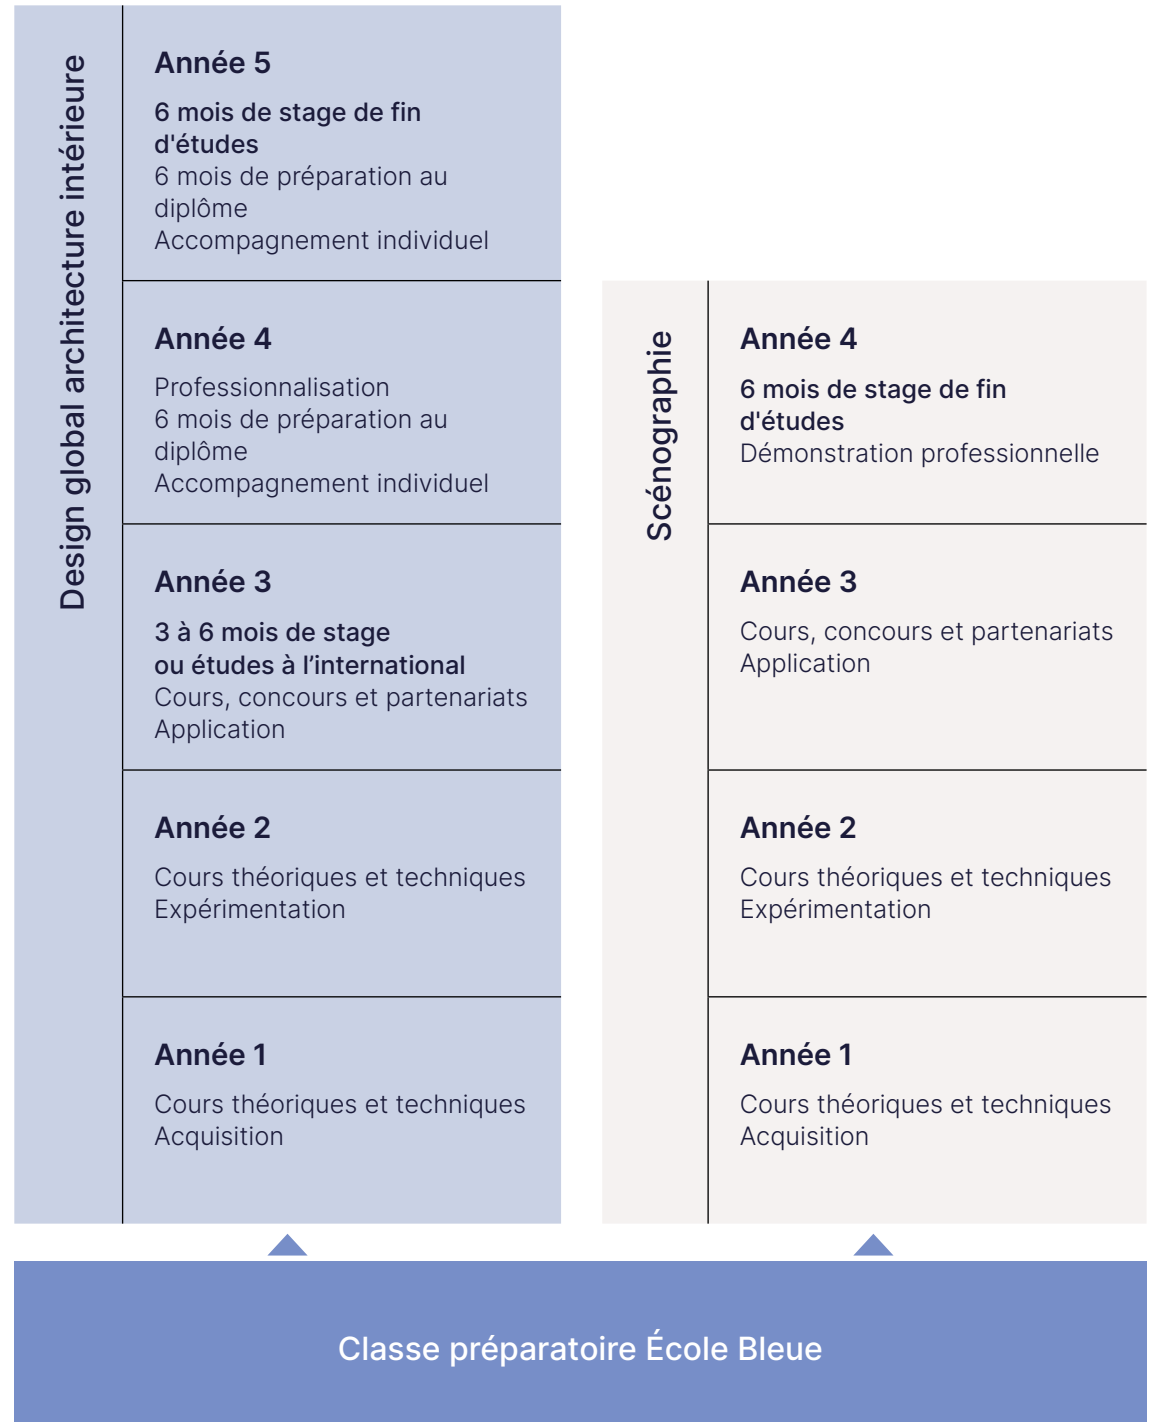 Design global architecture intérieure
Année 5
6 mois de stage de fin
d'études
6 mois de préparation au
diplôme
Accompagnement individuel
Année 4
Professionnalisation
6 mois de préparation au
diplôme
Accompagnement individuel
Année 3
3 à 6 mois de stage
ou études à l’international
Cours, concours et partenariats
Application
Année 2
Cours théoriques et techniques
Expérimentation
Année 1
Cours théoriques et techniques
Acquisition
Scénographie
Année 4
6 mois de stage de fin
d'études
Démonstration professionnelle
Année 3
Cours, concours et partenariats
Application
Année 2
Cours théoriques et techniques
Expérimentation
Année 1
Cours théoriques et techniques
Acquisition
Classe préparatoire École Bleue